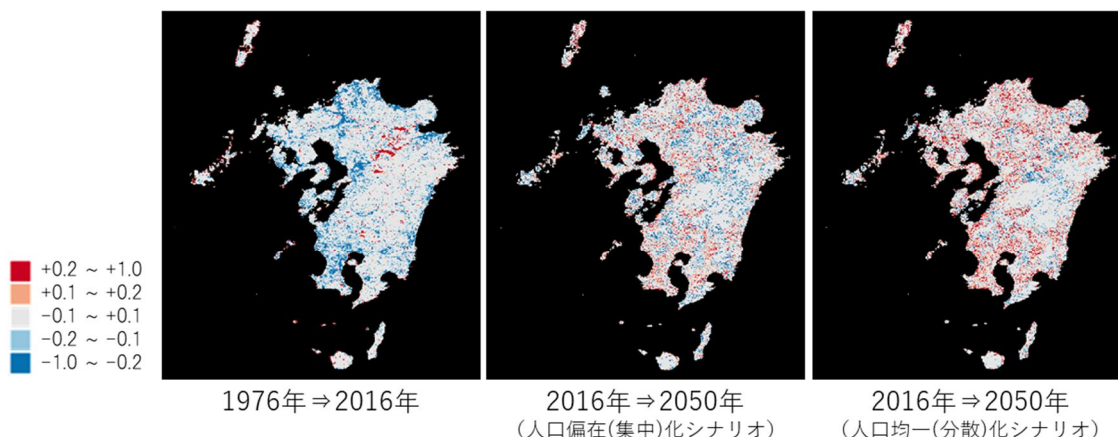 +0.2 ~ +1.0
+0.1 ~ +0.2
−0.1 ~ +0.1
−0.2 ~ −0.1
−1.0 ~ −0.2
1976年⇒2016年
2016年⇒2050年
(人口偏在(集中)化シナリオ)
2016年⇒2050年
(人口均一(分散)化シナリオ)